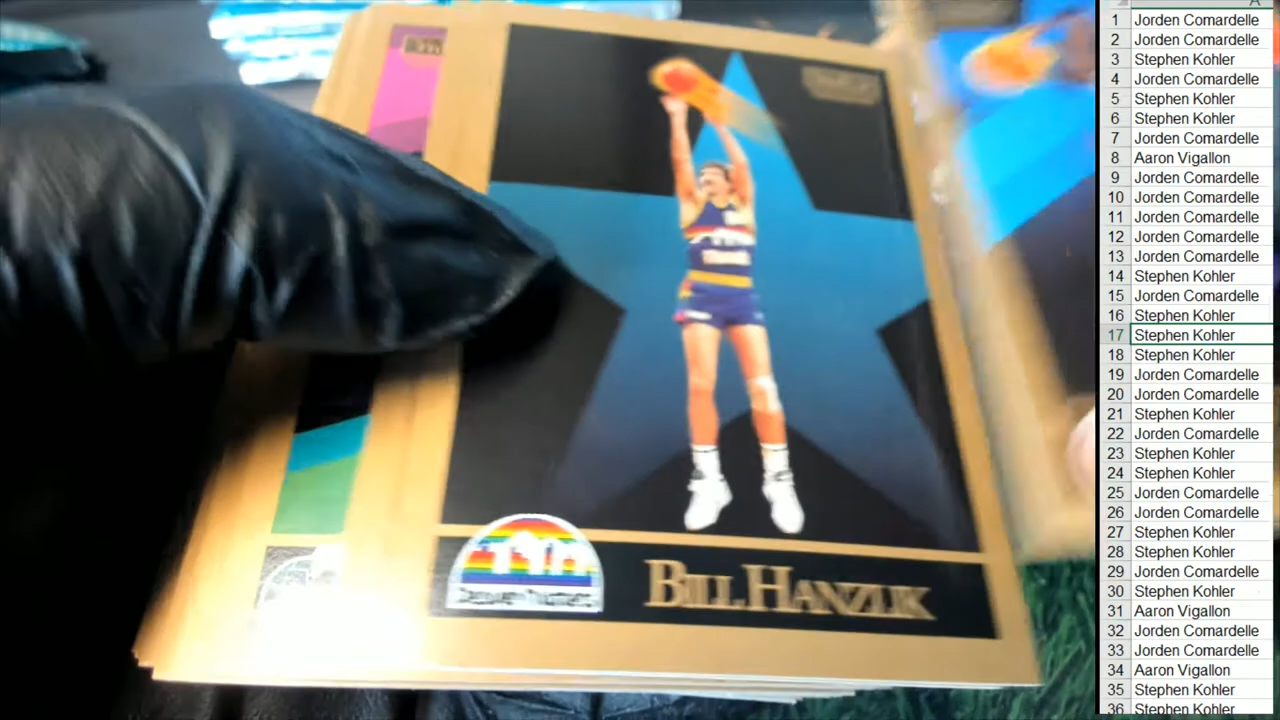 BILL HANZLIK
A
1 Jorden Comardelle
2 Jorden Comardelle
3 Stephen Kohler
4 Jorden Comardelle
5 Stephen Kohler
6 Stephen Kohler
7 Jorden Comardelle
8 Aaron Vigallon
9 Jorden Comardelle
10 Jorden Comardelle
11 Jorden Comardelle
12 Jorden Comardelle
13 Jorden Comardelle
14 Stephen Kohler
15 Jorden Comardelle
16 Stephen Kohler
17 Stephen Kohler
18 Stephen Kohler
19 Jorden Comardelle
20 Jorden Comardelle
21 Stephen Kohler
22 Jorden Comardelle
23 Stephen Kohler
24 Stephen Kohler
25 Jorden Comardelle
26 Jorden Comardelle
27 Stephen Kohler
28 Stephen Kohler
29 Jorden Comardelle
30 Stephen Kohler
31 Aaron Vigallon
32 Jorden Comardelle
33 Jorden Comardelle
34 Aaron Vigallon
35 Stephen Kohler
36 Stephen Kohler